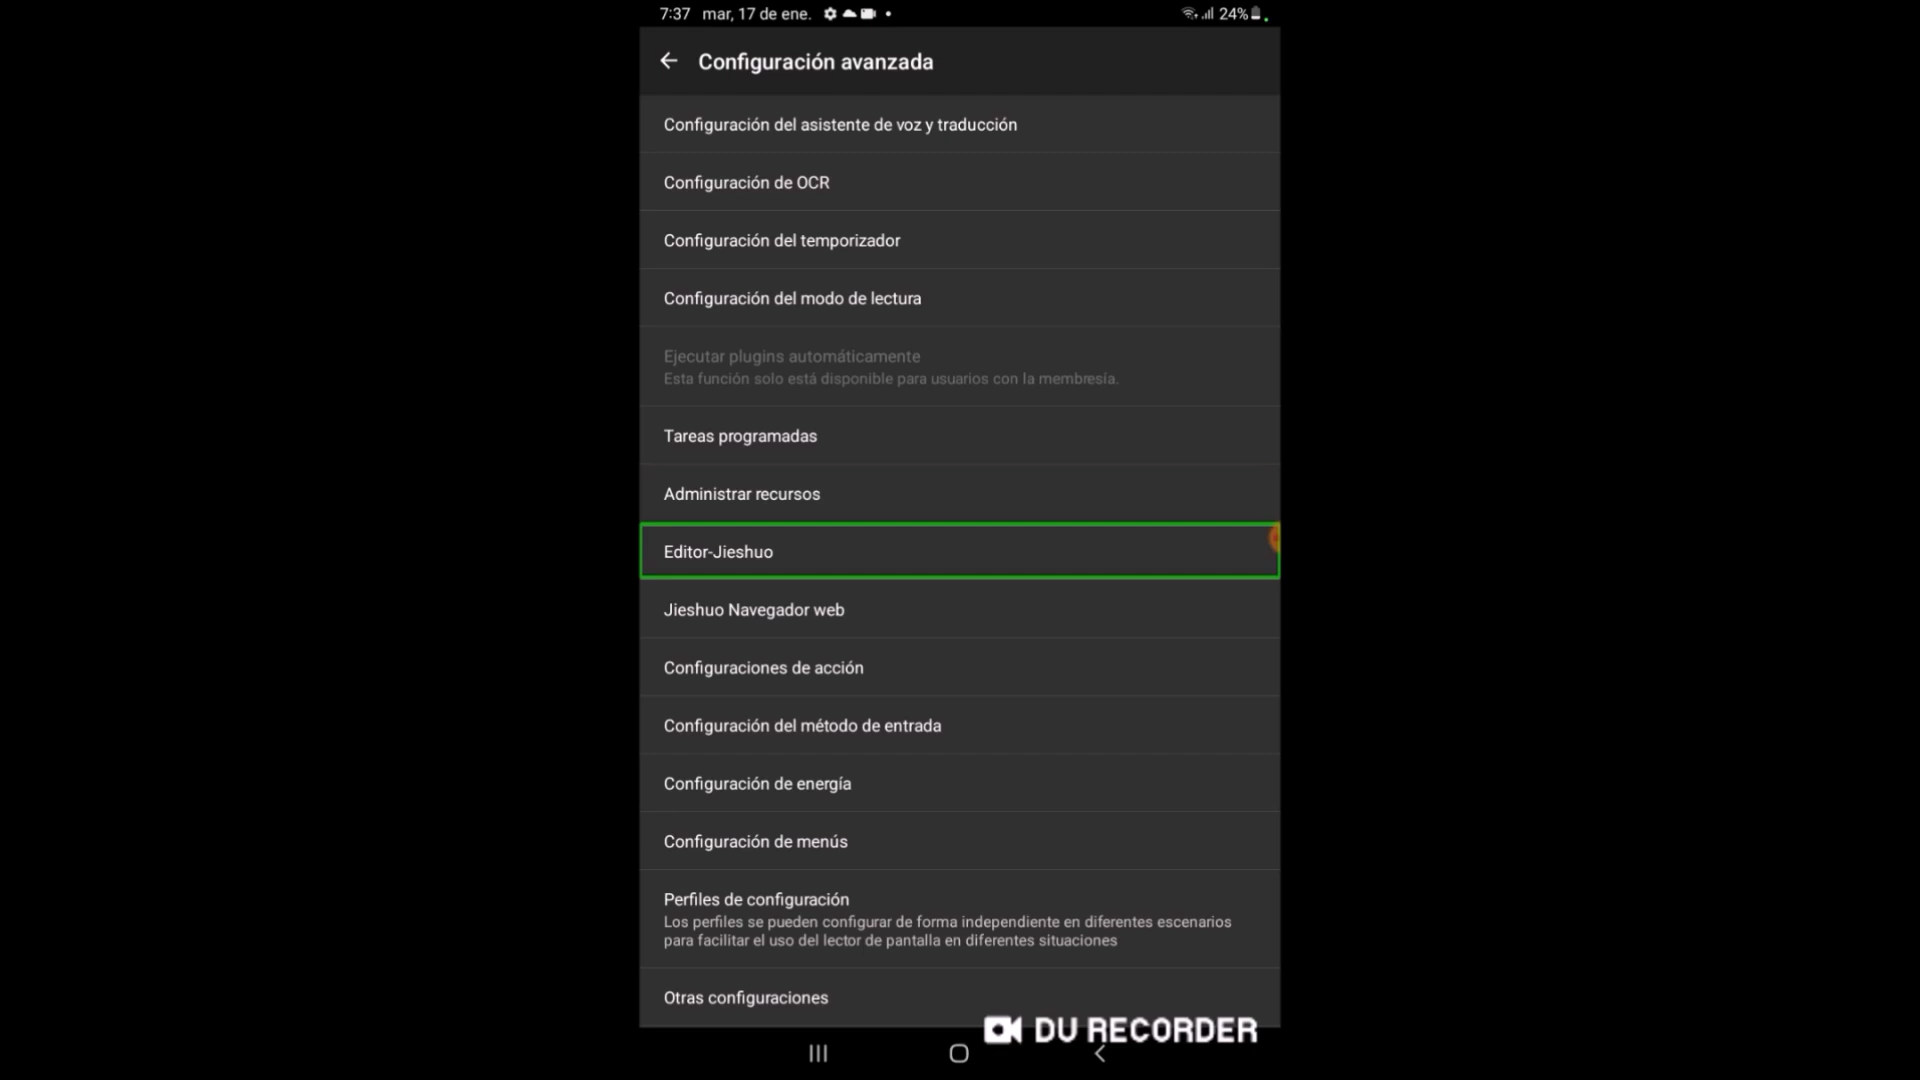 7:37 mar, 17 de ene. 24%
Configuración avanzada
Configuración del asistente de voz y traducción
Configuración de OCR
Configuración del temporizador
Configuración del modo de lectura
Ejecutar plugins automáticamente
Esta función solo está disponible para usuarios con la membresía.
Tareas programadas
Administrar recursos
Editor-Jieshuo
Jieshuo Navegador web
Configuraciones de acción
Configuración del método de entrada
Configuración de energía
Configuración de menús
Perfiles de configuración
Los perfiles se pueden configurar de forma independiente en diferentes escenarios
para facilitar el uso del lector de pantalla en diferentes situaciones
Otras configuraciones
DU RECORDER